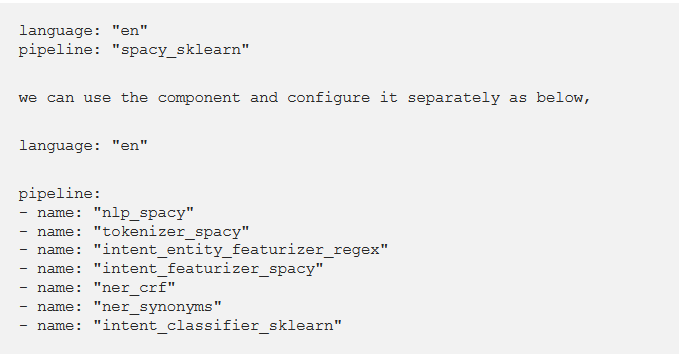 language: "en"
pipeline: "spacy_sklearn"
we can use the component and configure it separately as below,
language: "en"
pipeline:
- name: "nlp_spacy"
- name: "tokenizer_spacy"
- name: "intent_entity_featurizer_regex"
- name: "intent_featurizer_spacy"
- name: "ner_crf"
- name: "ner_synonyms"
- name: "intent_classifier_sklearn"